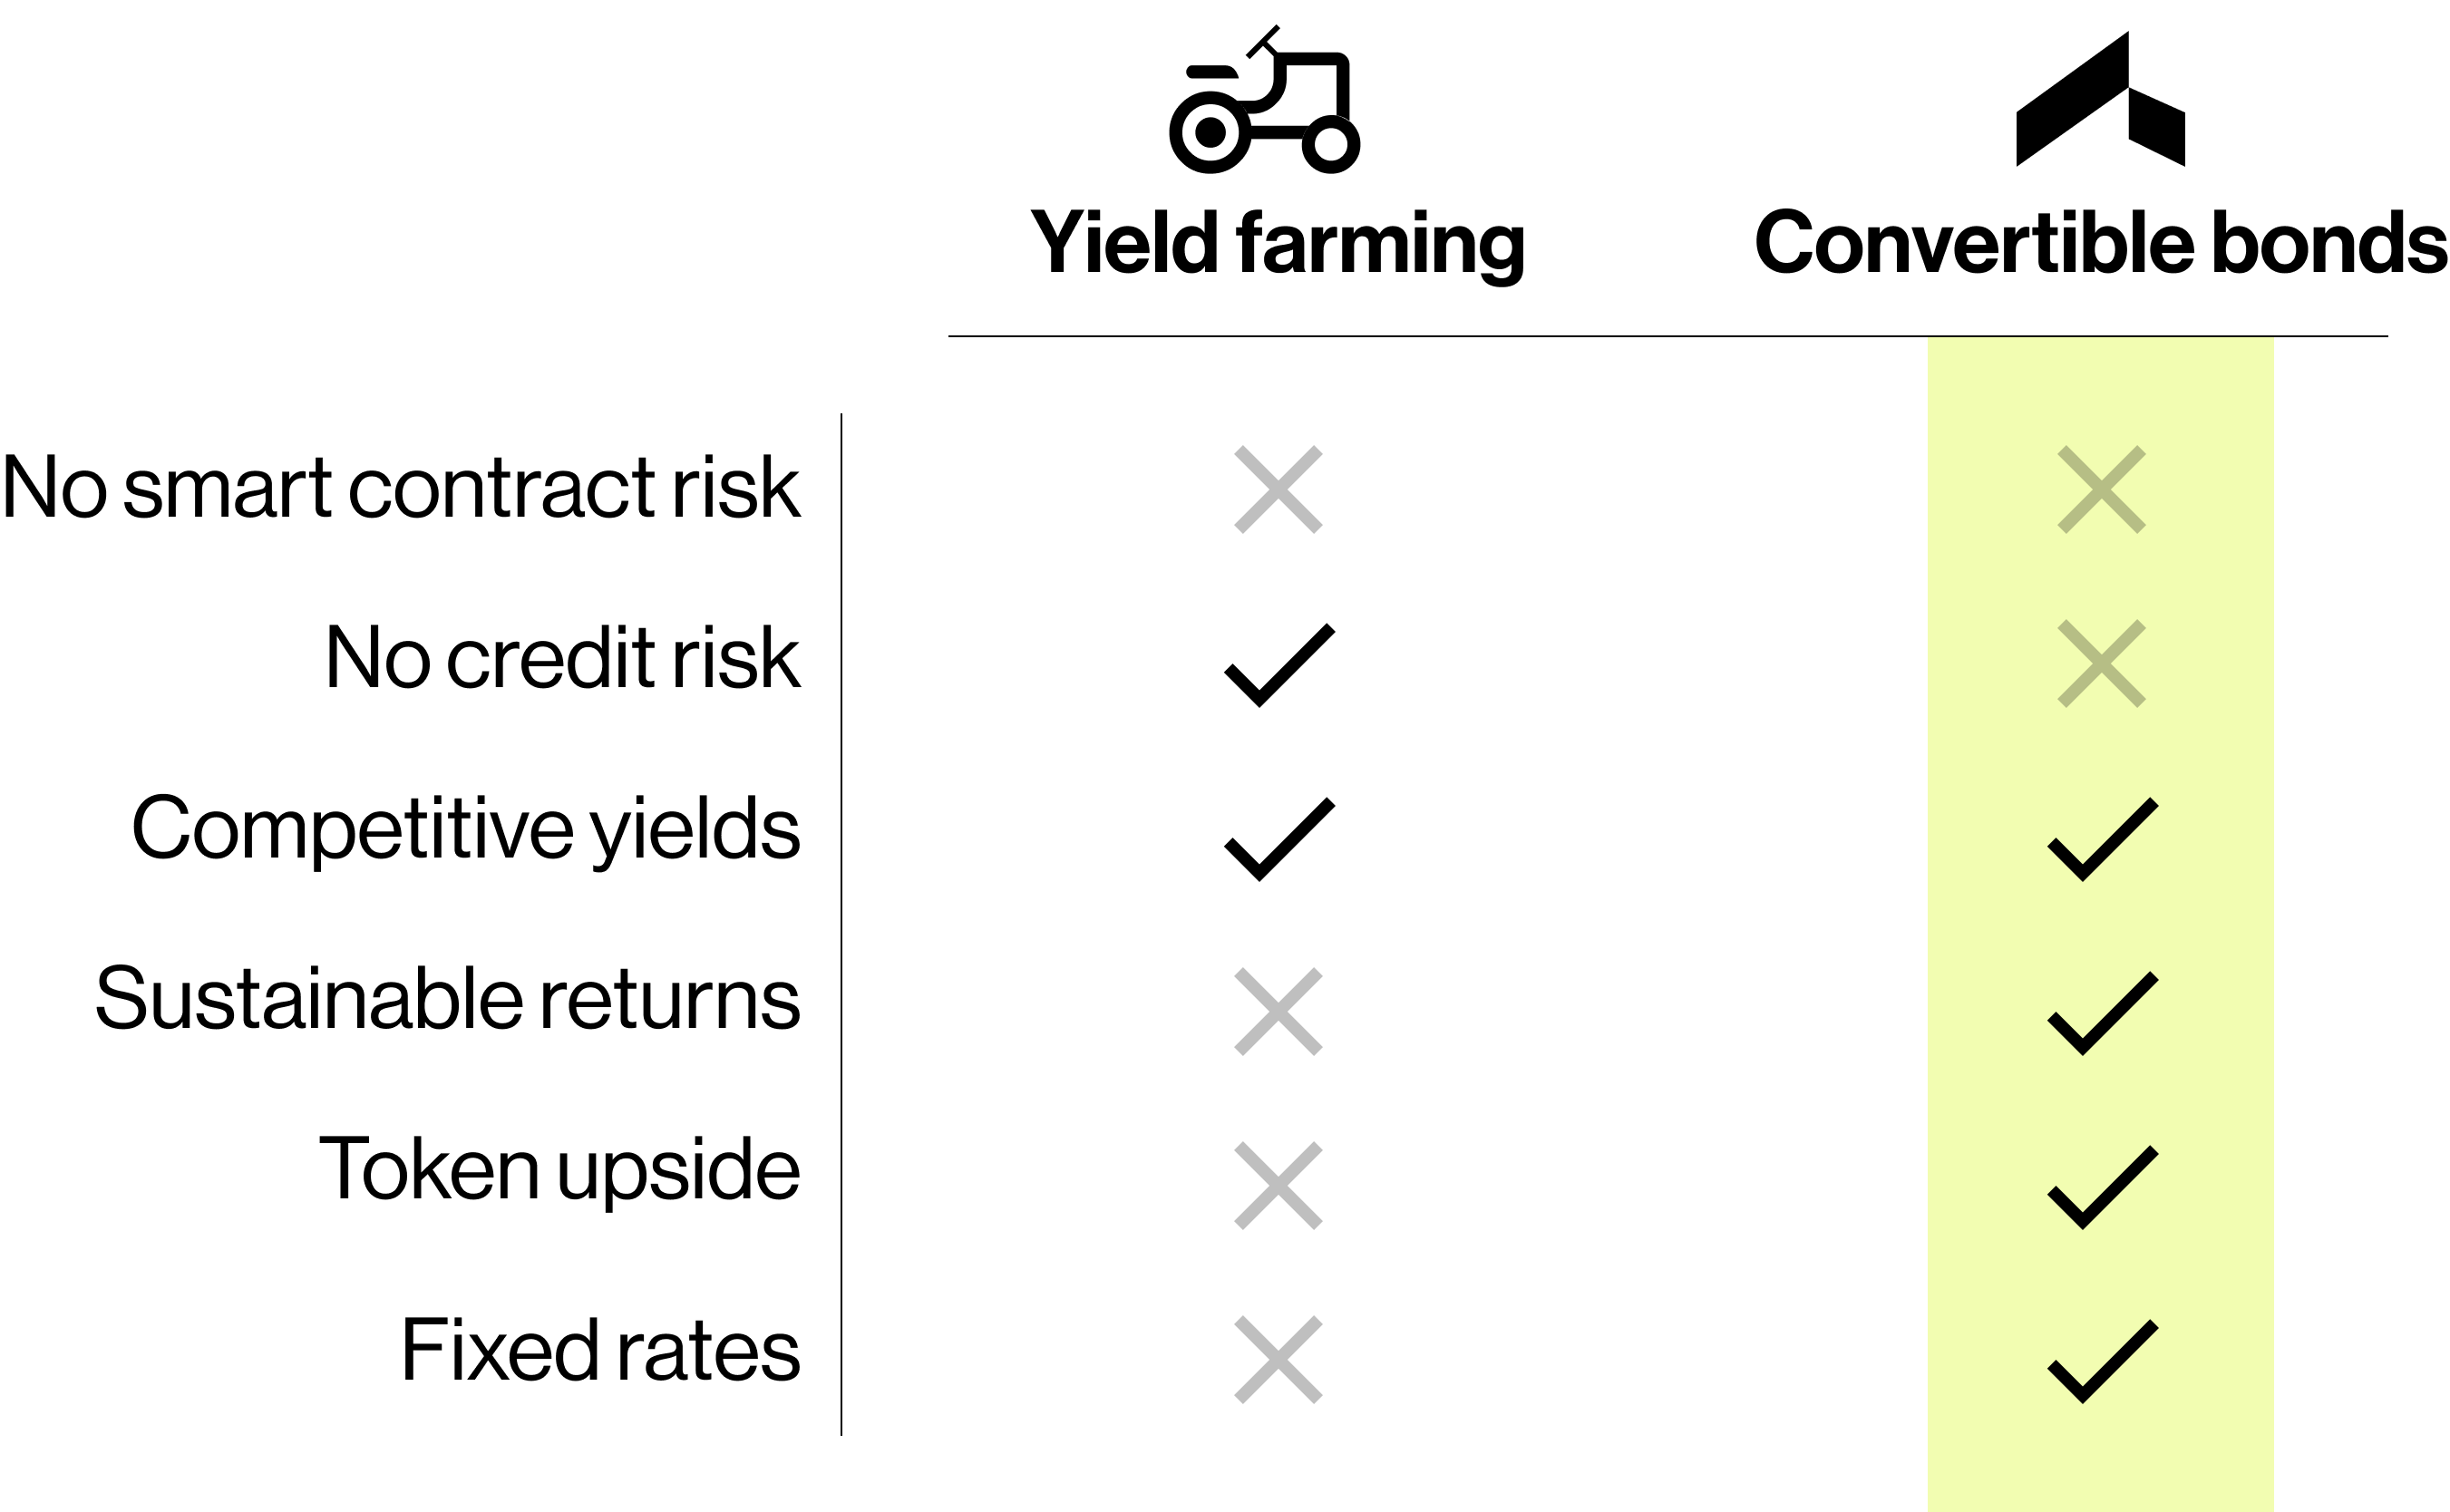 Yield farming
Convertible bonds
No smart contract risk
No credit risk
Competitive yields
Sustainable returns
Token upside
Fixed rates